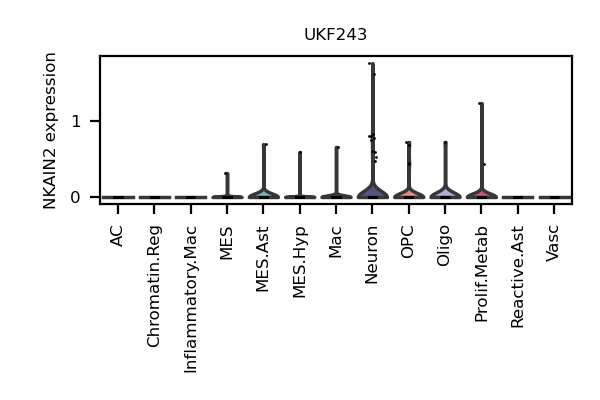 UKF243
NKAIN2 expression
1
0
AC
Chromatin.Reg
Inflammatory.Mac
MES
MES.Ast
MES.Hyp
Mac
Neuron
OPC
Oligo
Prolif.Metab
Reactive.Ast
Vasc